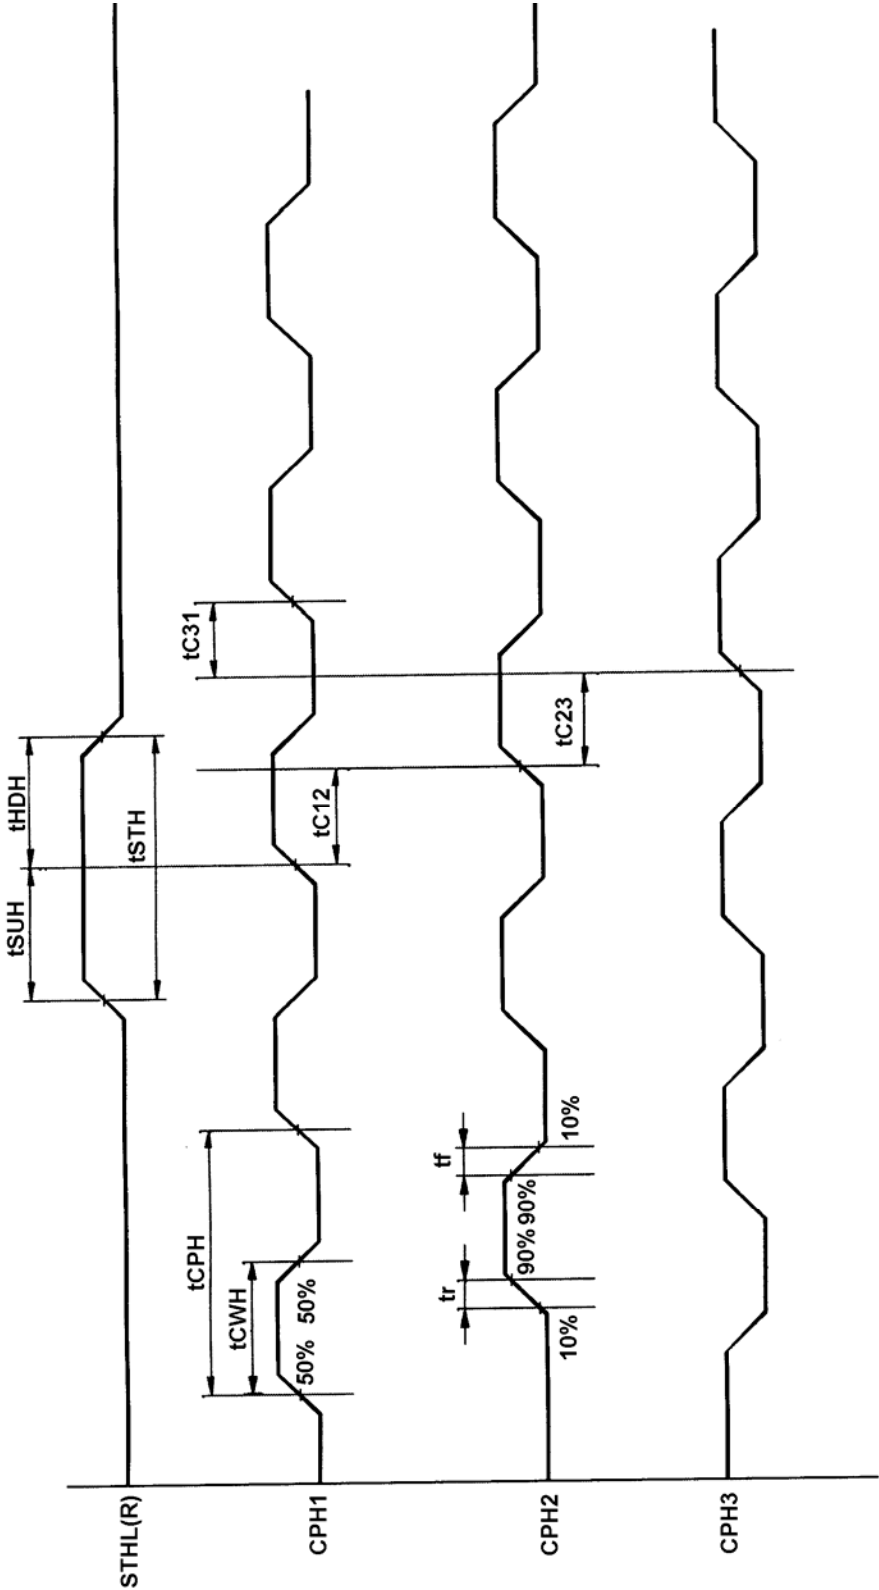 STHL(R)
tSUH
tHDH
tSTH
CPH1
tCPH
tCWH
50%
50%
tC12
tC31
CPH2
tr
tf
10%
90%
90%
10%
tC23
CPH3